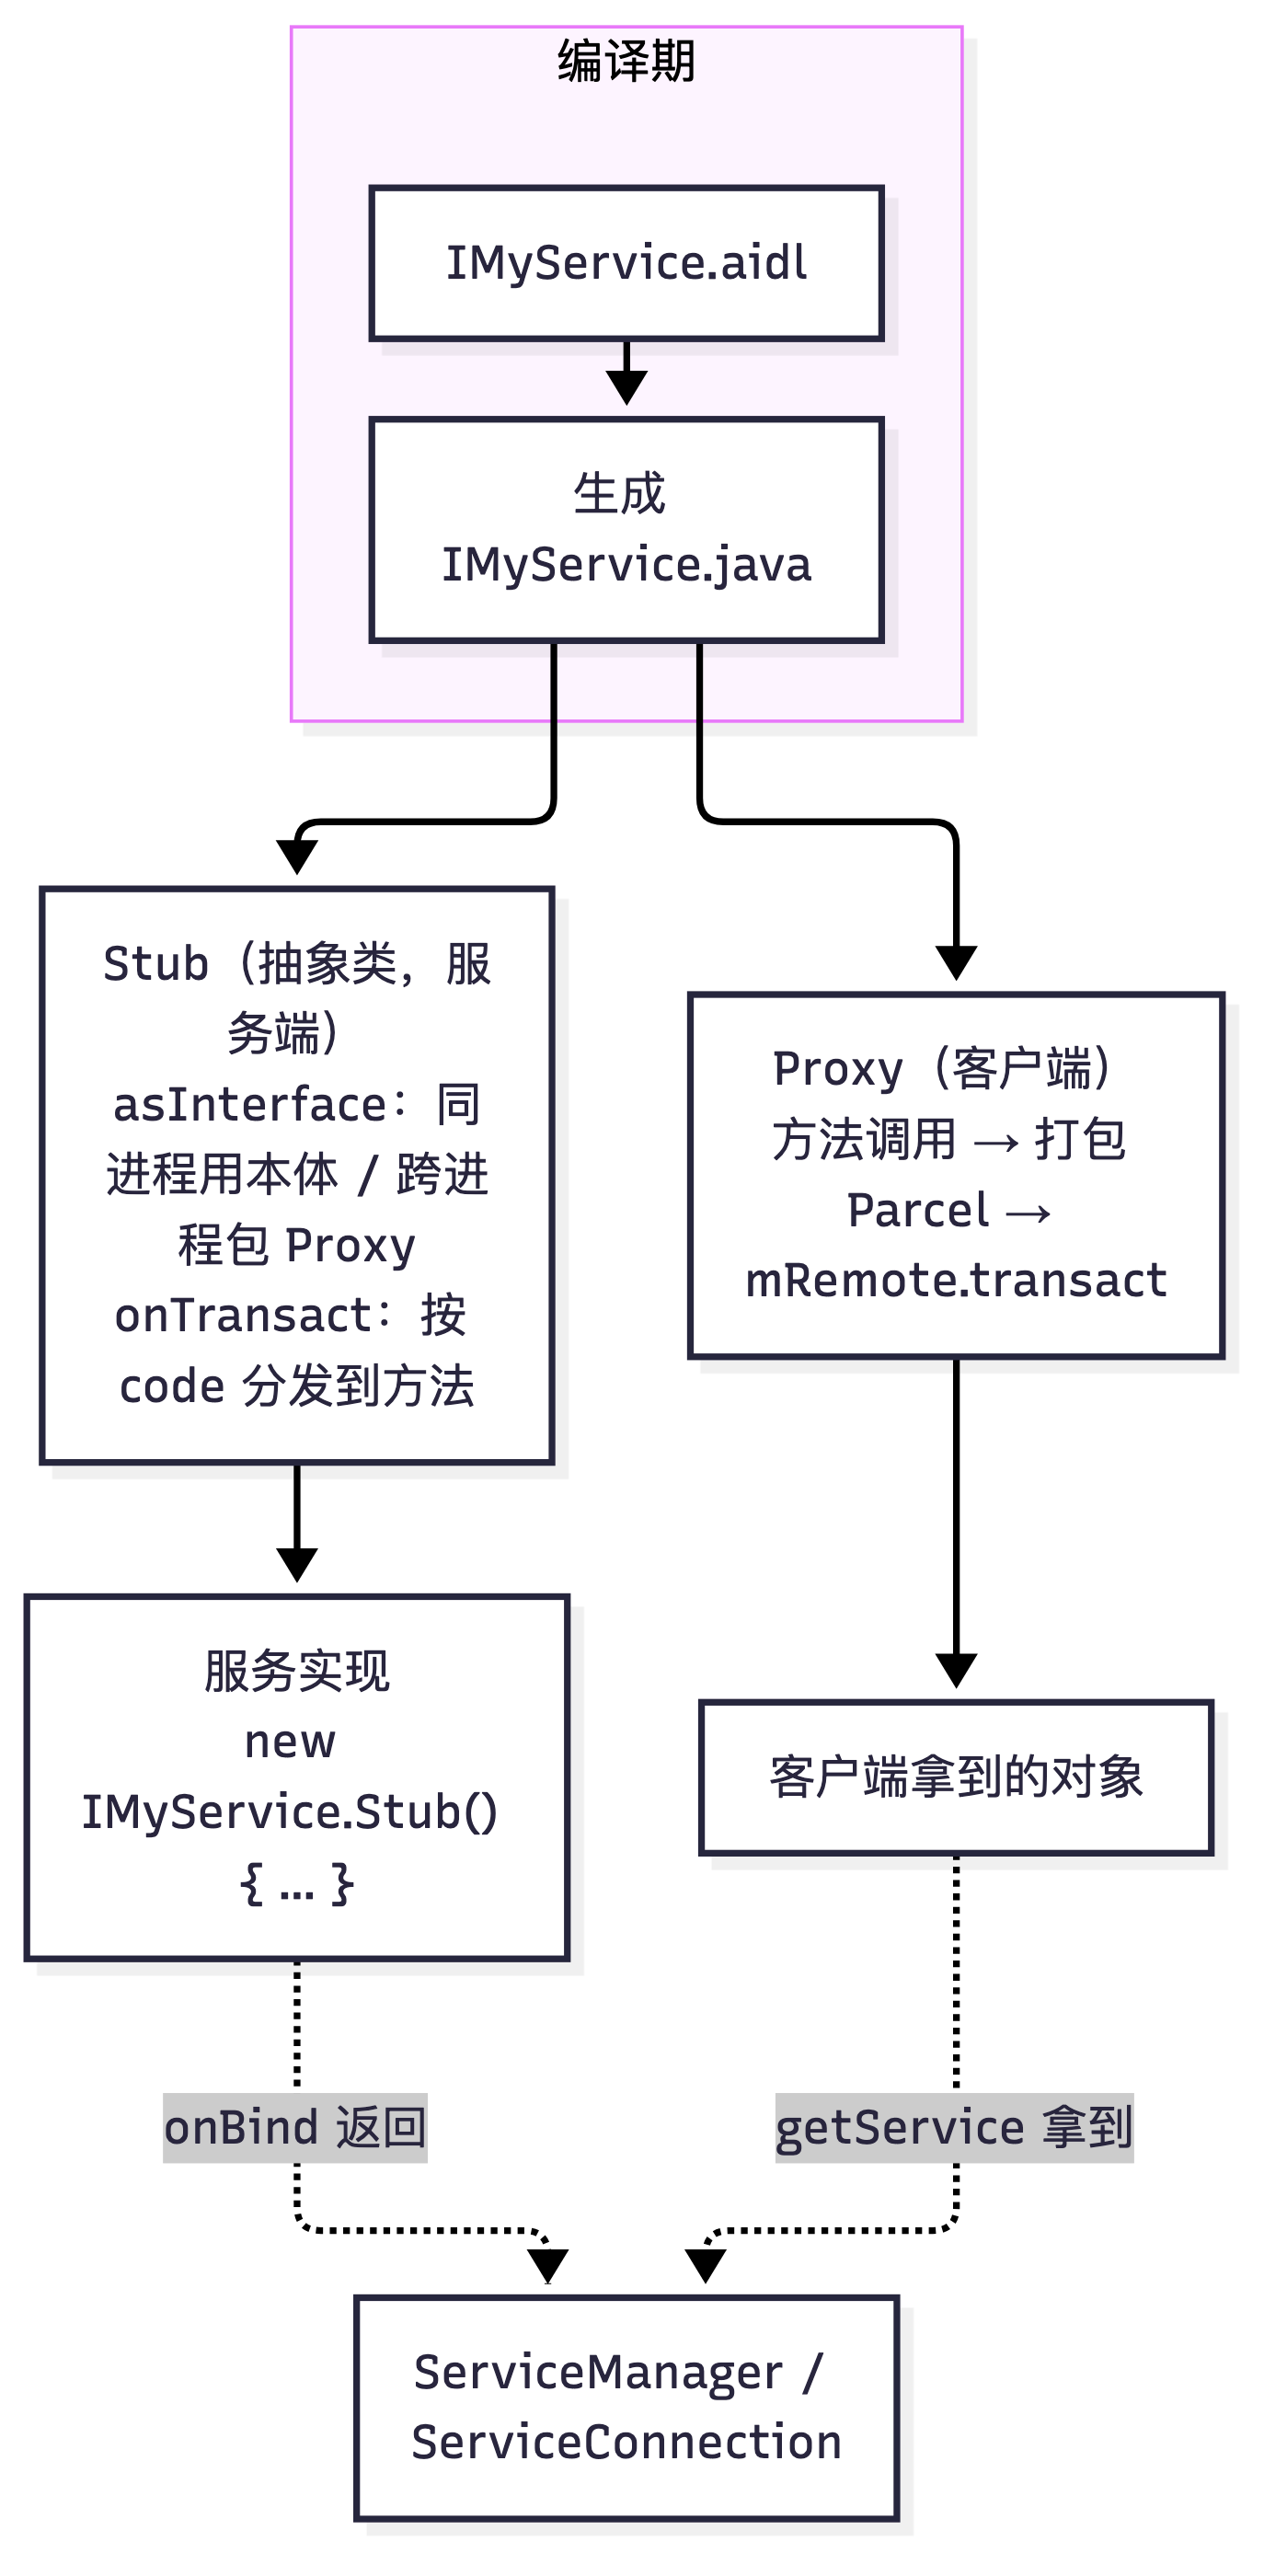 编译期
IMyService.aidl
生成
IMyService.java
Stub（抽象类，服
务端）
asInterface：同
进程用本体 / 跨进
程包 Proxy
onTransact：按
code 分发到方法
Proxy（客户端）
方法调用 → 打包
Parcel →
mRemote.transact
服务实现
new
IMyService.Stub()
{ ... }
客户端拿到的对象
onBind 返回
getService 拿到
ServiceManager /
ServiceConnection